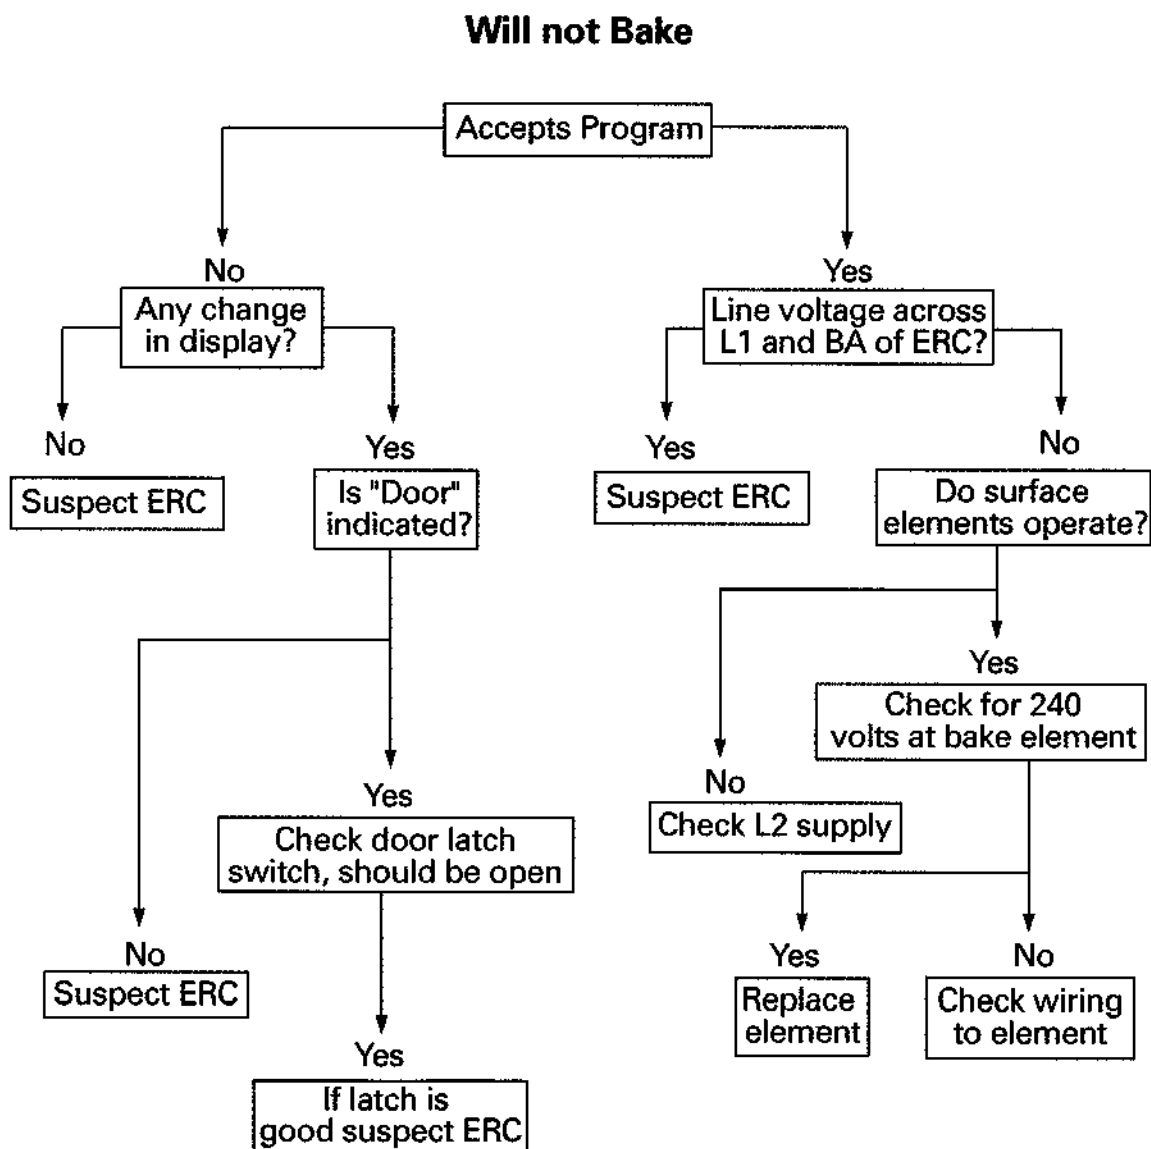 Will not Bake
Accepts Program
No
Yes
Any change
in display?
Line voltage across
L1 and BA of ERC?
No
Yes
Yes
No
Suspect ERC
Is "Door"
indicated?
Suspect ERC
Do surface
elements operate?
Yes
Check for 240
volts at bake element
No
Check L2 supply
Yes
Check door latch
switch, should be open
No
Suspect ERC
Yes
Replace
element
No
Check wiring
to element
Yes
If latch is
good suspect ERC